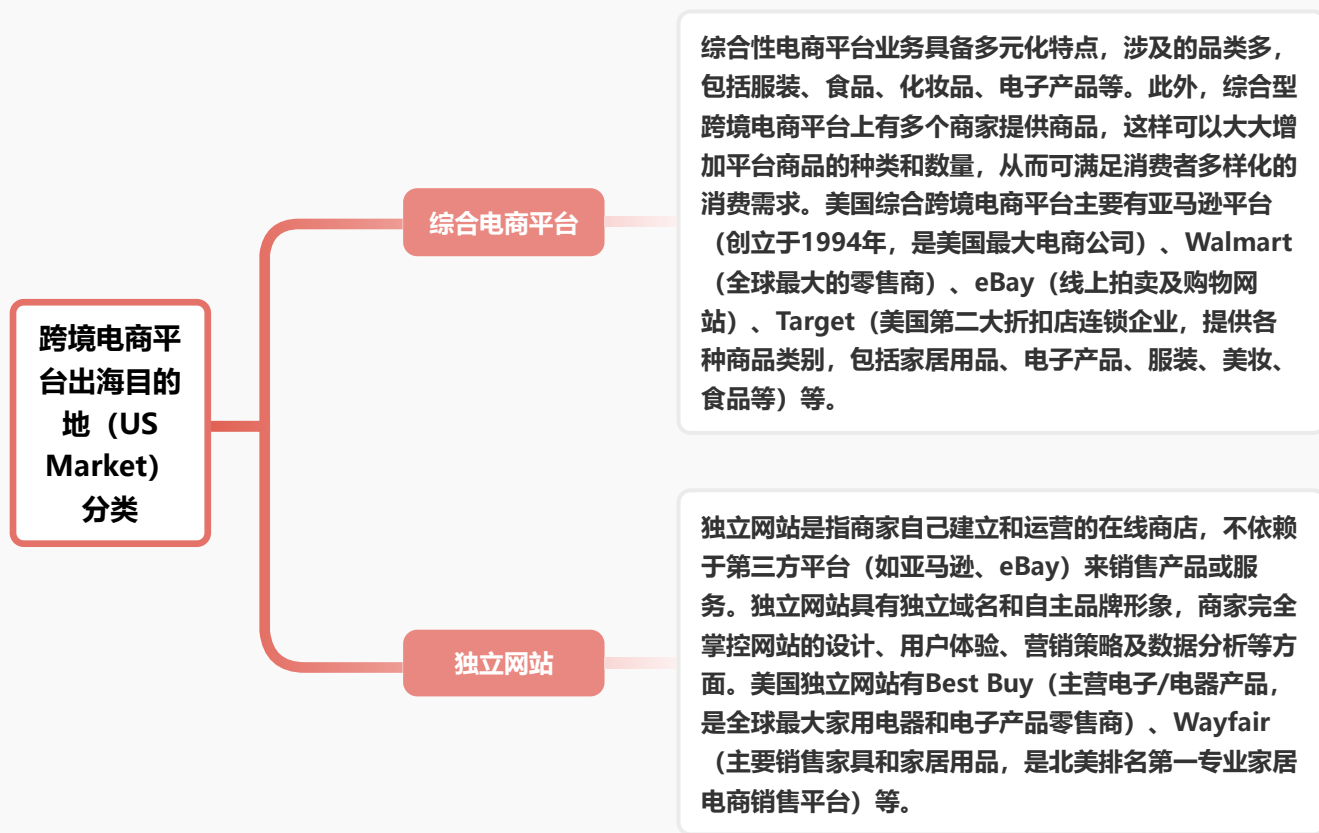 跨境电商平
台出海目的
地（US
Market）
分类
综合电商平台
综合性电商平台业务具备多元化特点，涉及的品类多，
包括服装、食品、化妆品、电子产品等。此外，综合型
跨境电商平台上有多个商家提供商品，这样可以大大增
加平台商品的种类和数量，从而可满足消费者多样化的
消费需求。美国综合跨境电商平台主要有亚马逊平台
（创立于1994年，是美国最大电商公司）、Walmart
（全球最大的零售商）、eBay（线上拍卖及购物网
站）、Target（美国第二大折扣店连锁企业，提供各
种商品类别，包括家居用品、电子产品、服装、美妆、
食品等）等。
独立网站
独立网站是指商家自己建立和运营的在线商店，不依赖
于第三方平台（如亚马逊、eBay）来销售产品或服
务。独立网站具有独立域名和自主品牌形象，商家完全
掌控网站的设计、用户体验、营销策略及数据分析等方
面。美国独立网站有Best Buy（主营电子/电器产品，
是全球最大家用电器和电子产品零售商）、Wayfair
（主要销售家具和家居用品，是北美排名第一专业家居
电商销售平台）等。